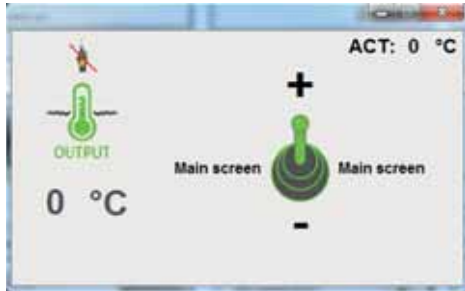 ACT: 0 °C
+
OUTPUT
Main screen Main screen
0 °C
-